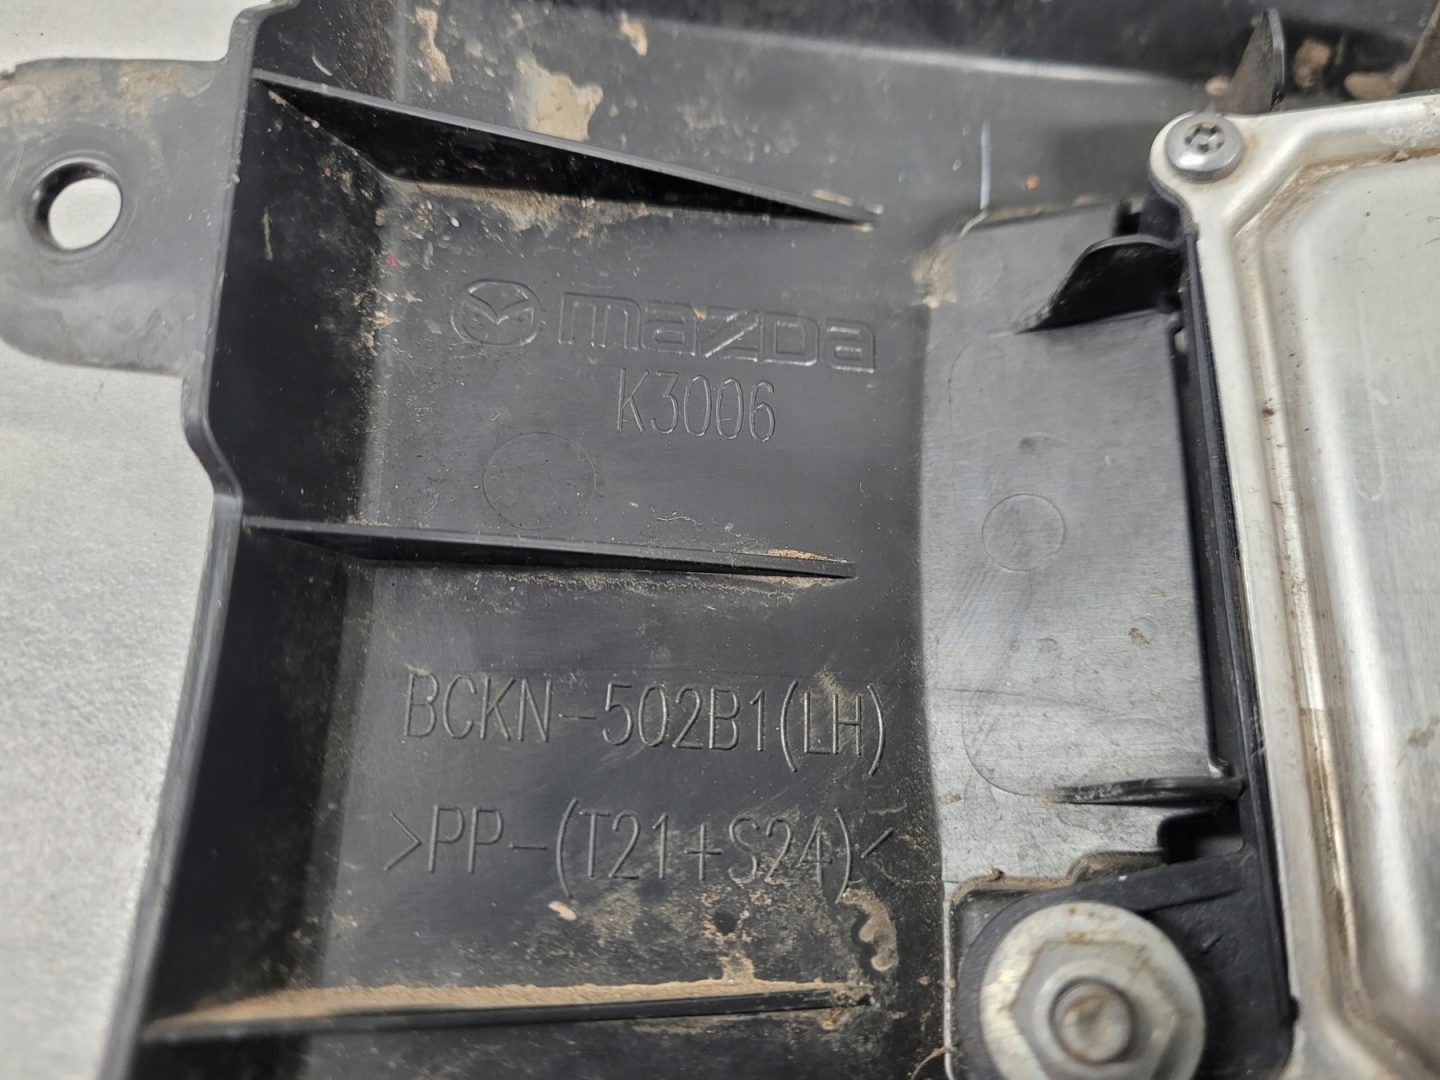 mazda
K3006
BCKN-502B1(LH)
>PP-(T21+S24)<